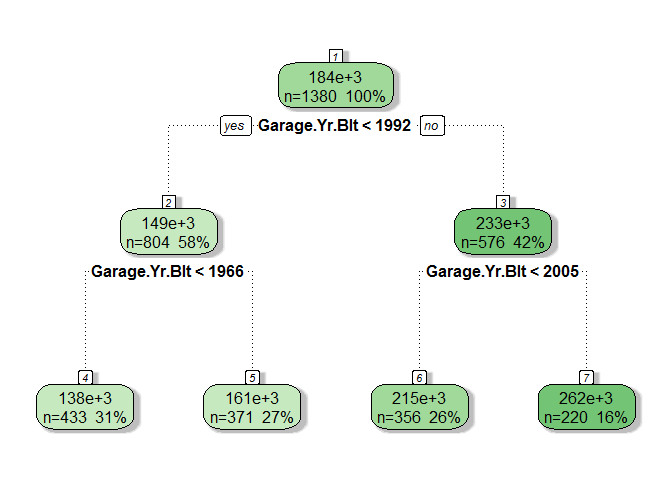 1
184e+3
n=1380 100%
yes Garage.Yr.Blt < 1992 no
2
149e+3
n=804 58%
3
233e+3
n=576 42%
Garage.Yr.Blt < 1966
Garage.Yr.Blt < 2005
4
138e+3
n=433 31%
5
161e+3
n=371 27%
6
215e+3
n=356 26%
7
262e+3
n=220 16%